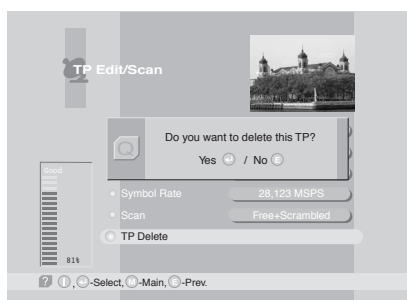 TP Edit/Scan
Q
Do you want to delete this TP?
Yes / No E
Good
Symbol Rate 28,123 MSPS
Scan Free+Scrambled
TP Delete
81%
? , -Select, M-Main, E-Prev.